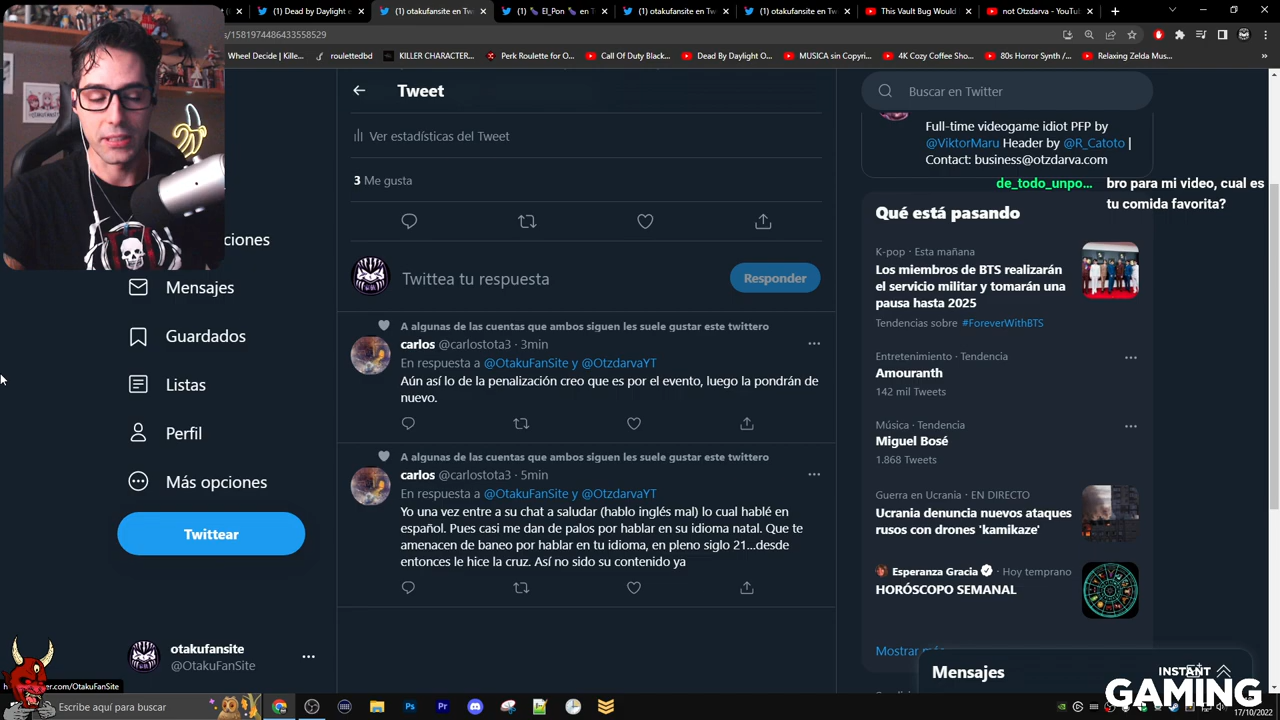 (1) Dead by Daylight e
(1) otakufansite en Tw
(1) El_Pon en T
(1) otakufansite en Tw
(1) otakufansite en Tw
This Vault Bug Would
not Otzdarva - YouTu
s/1581974486433558529
Wheel Decide | Kille...
roulettedbd
KILLER CHARACTER...
Perk Roulette for O...
Call Of Duty Black...
Dead By Daylight O...
MUSICA sin Copyri...
4K Cozy Coffee Sho...
80s Horror Synth /...
Relaxing Zelda Mus...
Tweet
Ver estadísticas del Tweet
3 Me gusta
Twittea tu respuesta
Responder
A algunas de las cuentas que ambos siguen les suele gustar este twittero
carlos @carlostota3 · 3min
En respuesta a @OtakuFanSite y @OtzdarvaYT
Aún así lo de la penalización creo que es por el evento, luego la pondrán de
nuevo.
A algunas de las cuentas que ambos siguen les suele gustar este twittero
carlos @carlostota3 · 5min
En respuesta a @OtakuFanSite y @OtzdarvaYT
Yo una vez entre a su chat a saludar (hablo inglés mal) lo cual hablé en
español. Pues casi me dan de palos por hablar en su idioma natal. Que te
amenacen de baneo por hablar en tu idioma, en pleno siglo 21...desde
entonces le hice la cruz. Así no sido su contenido ya
ciones
Mensajes
Guardados
Listas
Perfil
Más opciones
Twittear
otakufansite
@OtakuFanSite
Buscar en Twitter
Full-time videogame idiot PFP by
@ViktorMaru Header by @R_Catoto |
Contact: business@otzdarva.com
de_todo_unpo... bro para mi video, cual es
tu comida favorita?
Qué está pasando
K-pop · Esta mañana
Los miembros de BTS realizarán
el servicio militar y tomarán una
pausa hasta 2025
Tendencias sobre #ForeverWithBTS
Entretenimiento · Tendencia
Amouranth
142 mil Tweets
Música · Tendencia
Miguel Bosé
1.868 Tweets
Guerra en Ucrania · EN DIRECTO
Ucrania denuncia nuevos ataques
rusos con drones 'kamikaze'
Esperanza Gracia · Hoy temprano
HORÓSCOPO SEMANAL
Mostrar más
Mensajes
INSTANT
GAMING
Escribe aquí para buscar
17/10/2022